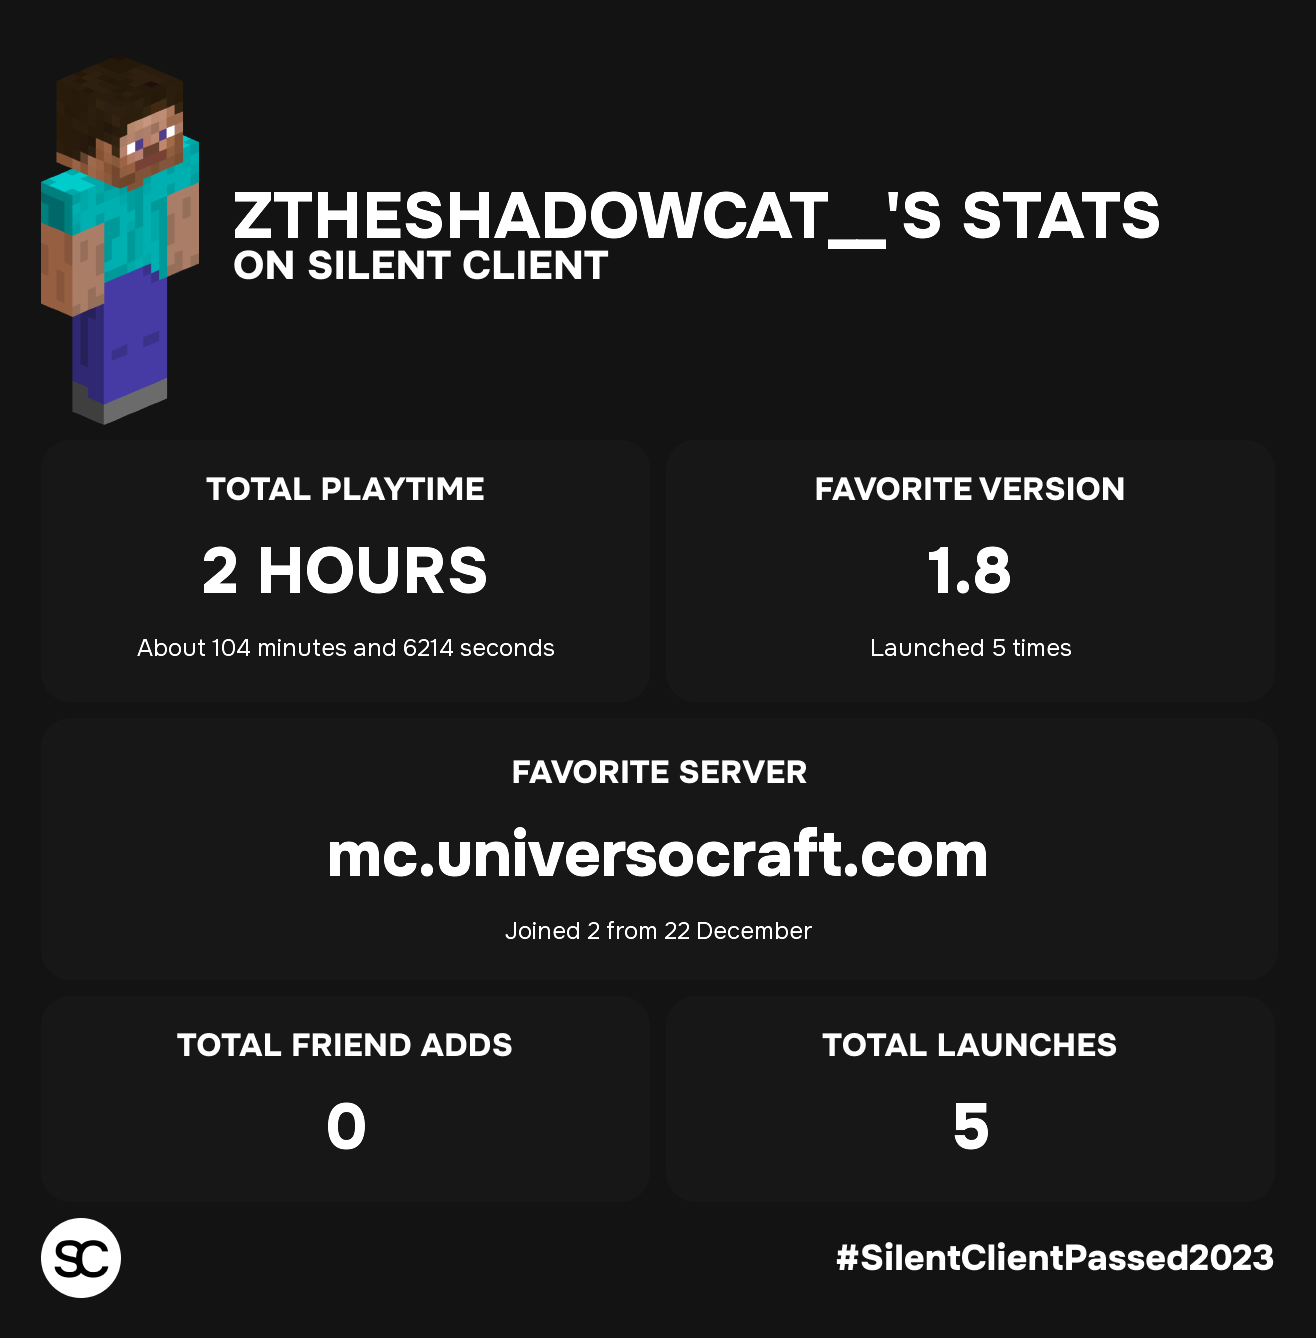 ZTHESHADOWCAT__'S STATS
ON SILENT CLIENT
TOTAL PLAYTIME
2 HOURS
About 104 minutes and 6214 seconds
FAVORITE VERSION
1.8
Launched 5 times
FAVORITE SERVER
mc.universocraft.com
Joined 2 from 22 December
TOTAL FRIEND ADDS
0
TOTAL LAUNCHES
5
SC
#SilentClientPassed2023